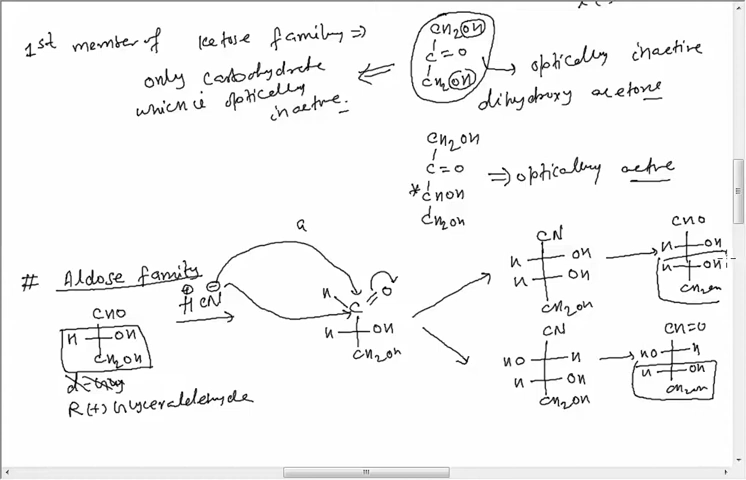 1st member of ketose family ⇒
only carbohydrate
which is optically
inactive.
CH2OH
C=O
CH2OH
→ optically inactive
dihydroxy acetone
CH2OH
C=O
*CHOH
CH2OH
⇒ optically active
# Aldose family
CHO
H OH
CH2OH
R(+) Glyceraldehyde
⊕ ⊖
HCN
a
H
C=O
H OH
CH2OH
CN
H OH
H OH
CH2OH
CHO
H OH
H OH
CH2OH
CN
HO H
H OH
CH2OH
CH=O
HO H
H OH
CH2OH